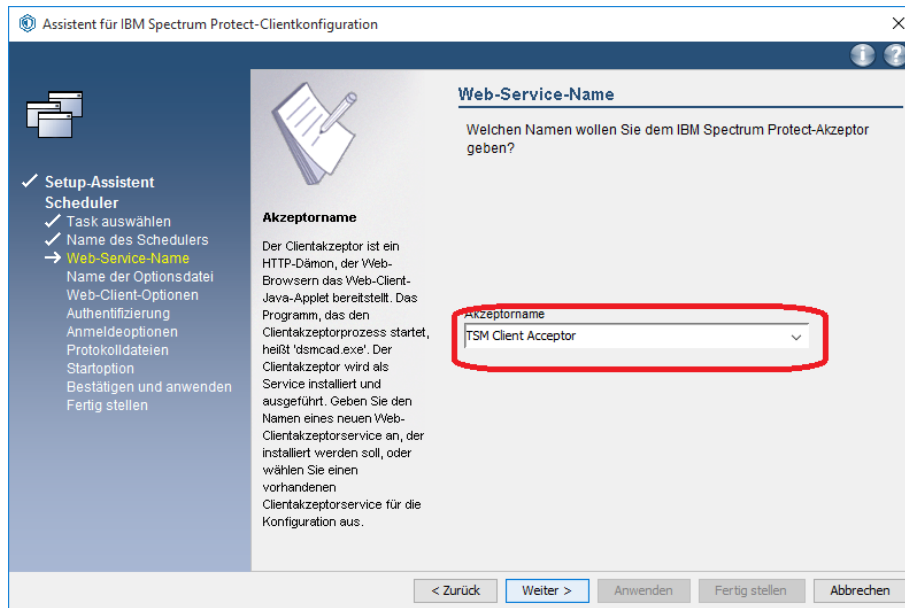 Assistent für IBM Spectrum Protect-Clientkonfiguration
Setup-Assistent
Scheduler
Task auswählen
Name des Schedulers
Web-Service-Name
Name der Optionsdatei
Web-Client-Optionen
Authentifizierung
Anmeldeoptionen
Protokolldateien
Startoption
Bestätigen und anwenden
Fertig stellen
Akzeptorname
Der Clientakzeptor ist ein
HTTP-Dämon, der Web-
Browsern das Web-Client-
Java-Applet bereitstellt. Das
Programm, das den
Clientakzeptorprozess startet,
heißt 'dsmcad.exe'. Der
Clientakzeptor wird als
Service installiert und
ausgeführt. Geben Sie den
Namen eines neuen Web-
Clientakzeptorservice an, der
installiert werden soll, oder
wählen Sie einen
vorhandenen
Clientakzeptorservice für die
Konfiguration aus.
Web-Service-Name
Welchen Namen wollen Sie dem IBM Spectrum Protect-Akzeptor
geben?
Akzeptorname
TSM Client Acceptor
< Zurück Weiter > Anwenden Fertig stellen Abbrechen